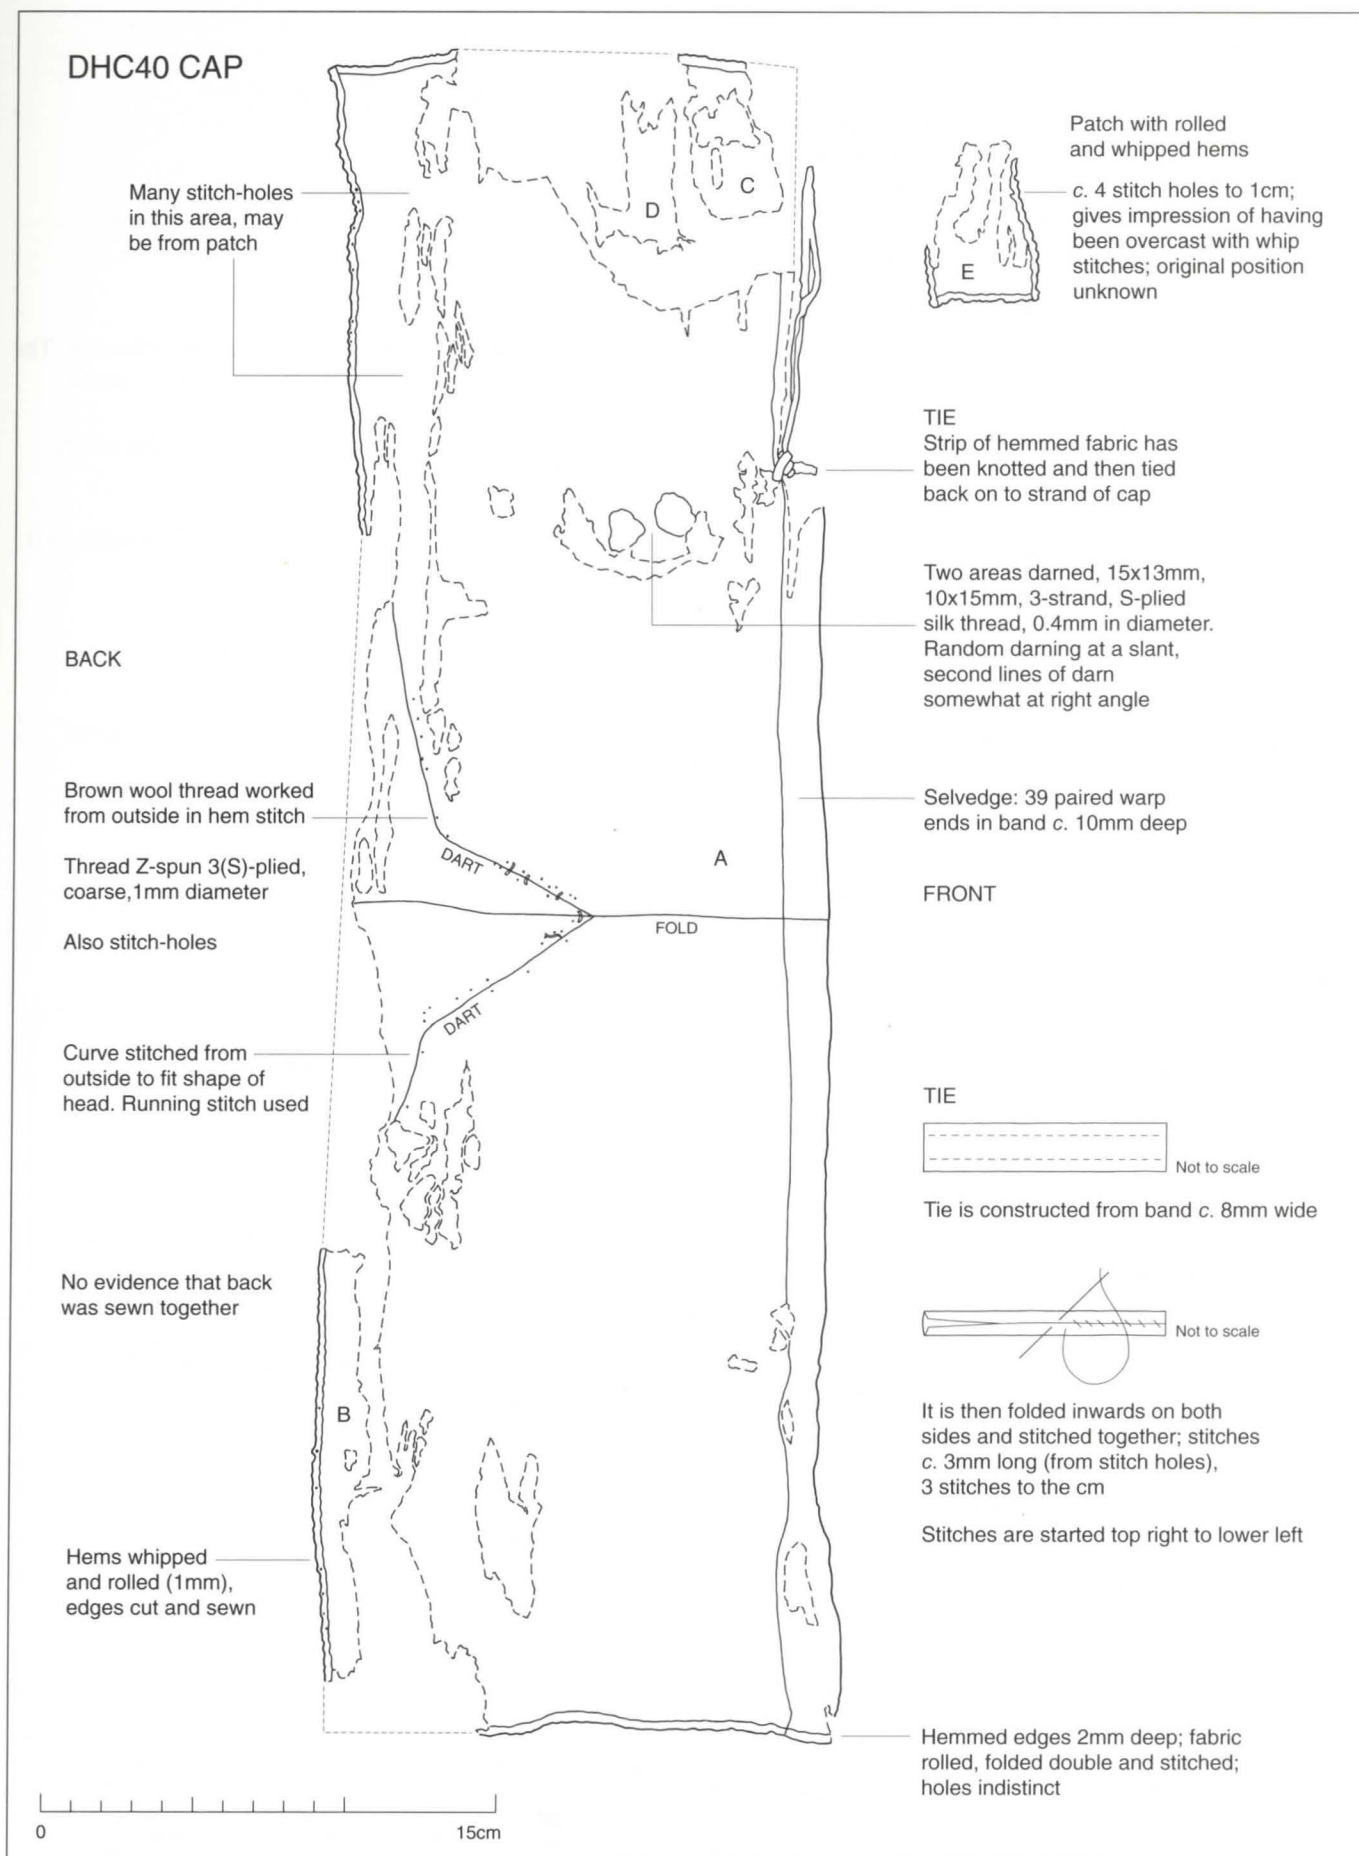 DHC40 CAP
Many stitch-holes
in this area, may
be from patch
D
C
Patch with rolled
and whipped hems
c. 4 stitch holes to 1cm;
gives impression of having
been overcast with whip
stitches; original position
unknown
E
TIE
Strip of hemmed fabric has
been knotted and then tied
back on to strand of cap
Two areas darned, 15x13mm,
10x15mm, 3-strand, S-plied
silk thread, 0.4mm in diameter.
Random darning at a slant,
second lines of darn
somewhat at right angle
BACK
Brown wool thread worked
from outside in hem stitch
Thread Z-spun 3(S)-plied,
coarse,1mm diameter
Also stitch-holes
DART
A
Selvedge: 39 paired warp
ends in band c. 10mm deep
FRONT
FOLD
DART
Curve stitched from
outside to fit shape of
head. Running stitch used
TIE
Not to scale
Tie is constructed from band c. 8mm wide
No evidence that back
was sewn together
Not to scale
B
It is then folded inwards on both
sides and stitched together; stitches
c. 3mm long (from stitch holes),
3 stitches to the cm
Stitches are started top right to lower left
Hems whipped
and rolled (1mm),
edges cut and sewn
Hemmed edges 2mm deep; fabric
rolled, folded double and stitched;
holes indistinct
0
15cm